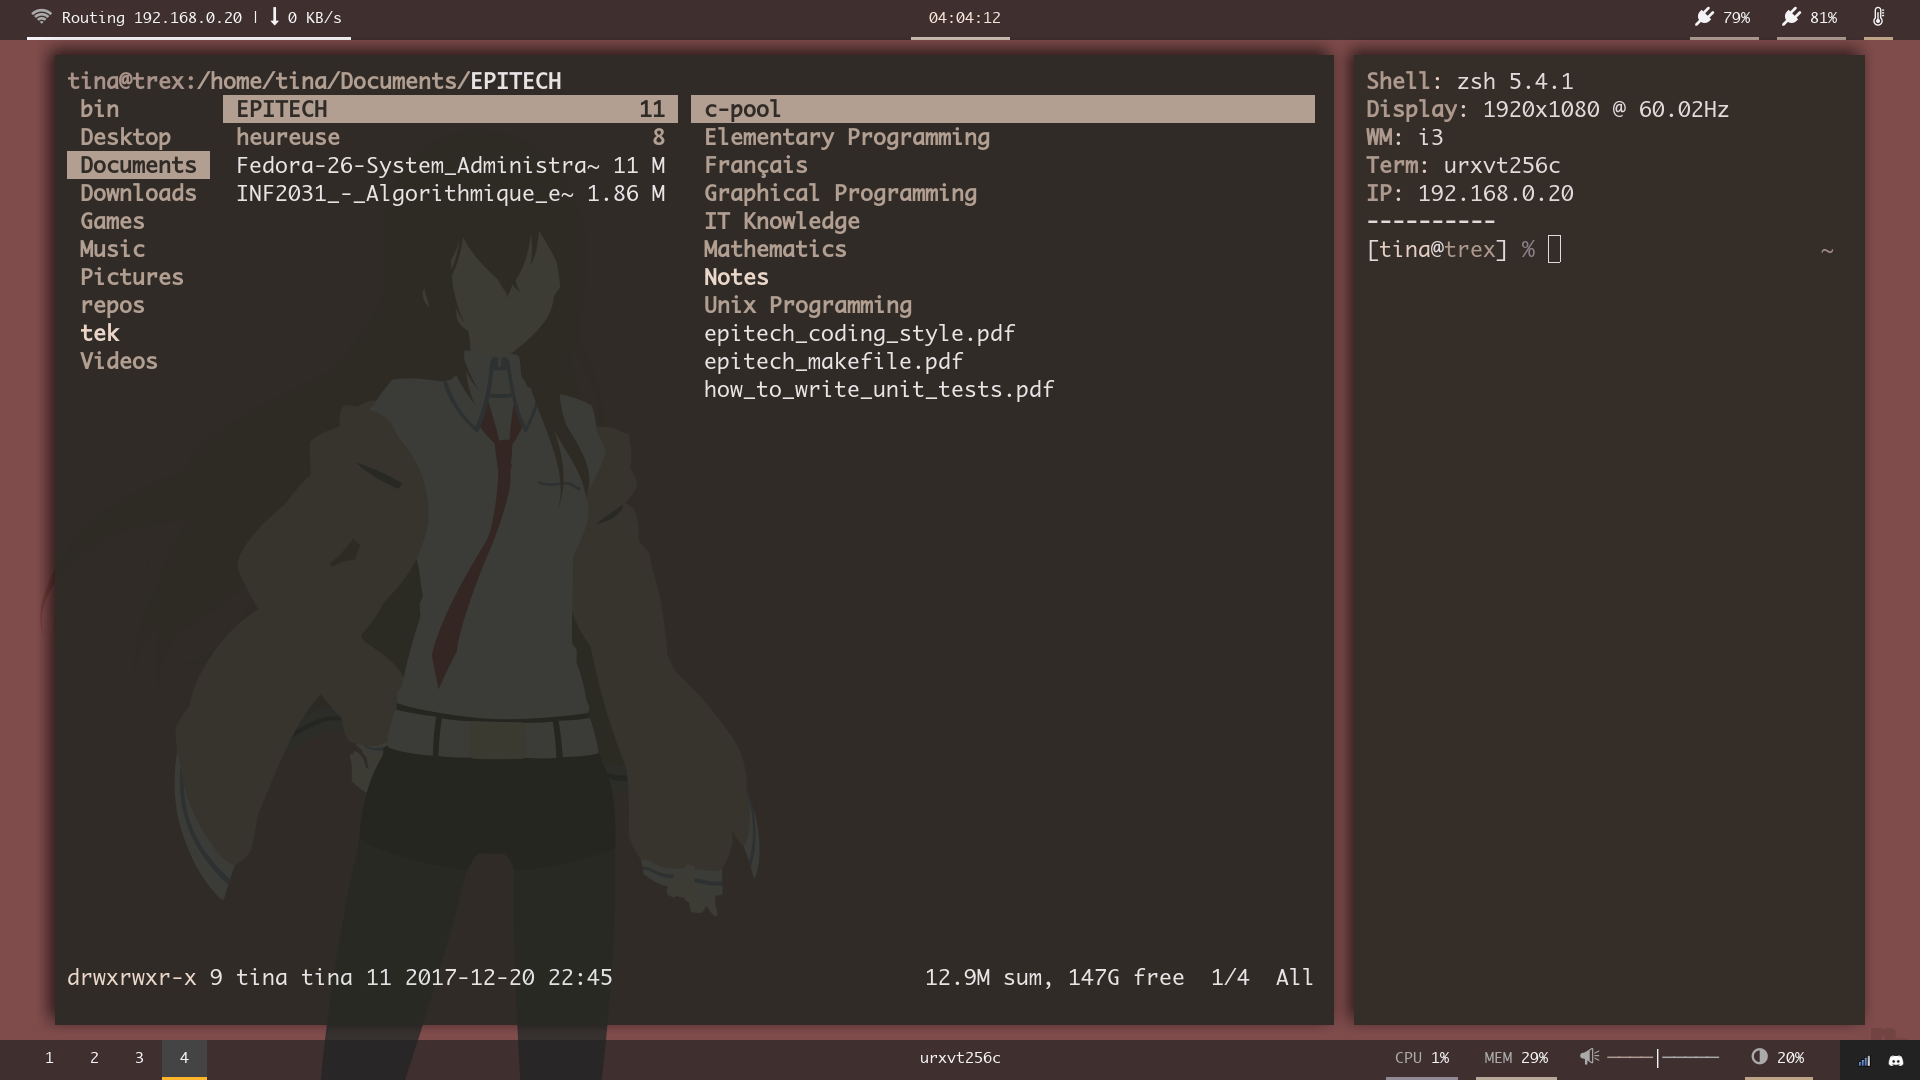 Routing 192.168.0.20 | 0 KB/s
04:04:12
79%
81%
tina@trex:/home/tina/Documents/EPITECH
bin
Desktop
Documents
Downloads
Games
Music
Pictures
repos
tek
Videos
EPITECH 11
heureuse 8
Fedora-26-System_Administra~ 11 M
INF2031_-_Algorithmique_e~ 1.86 M
c-pool
Elementary Programming
Français
Graphical Programming
IT Knowledge
Mathematics
Notes
Unix Programming
epitech_coding_style.pdf
epitech_makefile.pdf
how_to_write_unit_tests.pdf
drwxrwxr-x 9 tina tina 11 2017-12-20 22:45
12.9M sum, 147G free 1/4 All
Shell: zsh 5.4.1
Display: 1920x1080 @ 60.02Hz
WM: i3
Term: urxvt256c
IP: 192.168.0.20
----------
[tina@trex] % ~
1 2 3 4
urxvt256c
CPU 1%
MEM 29%
20%